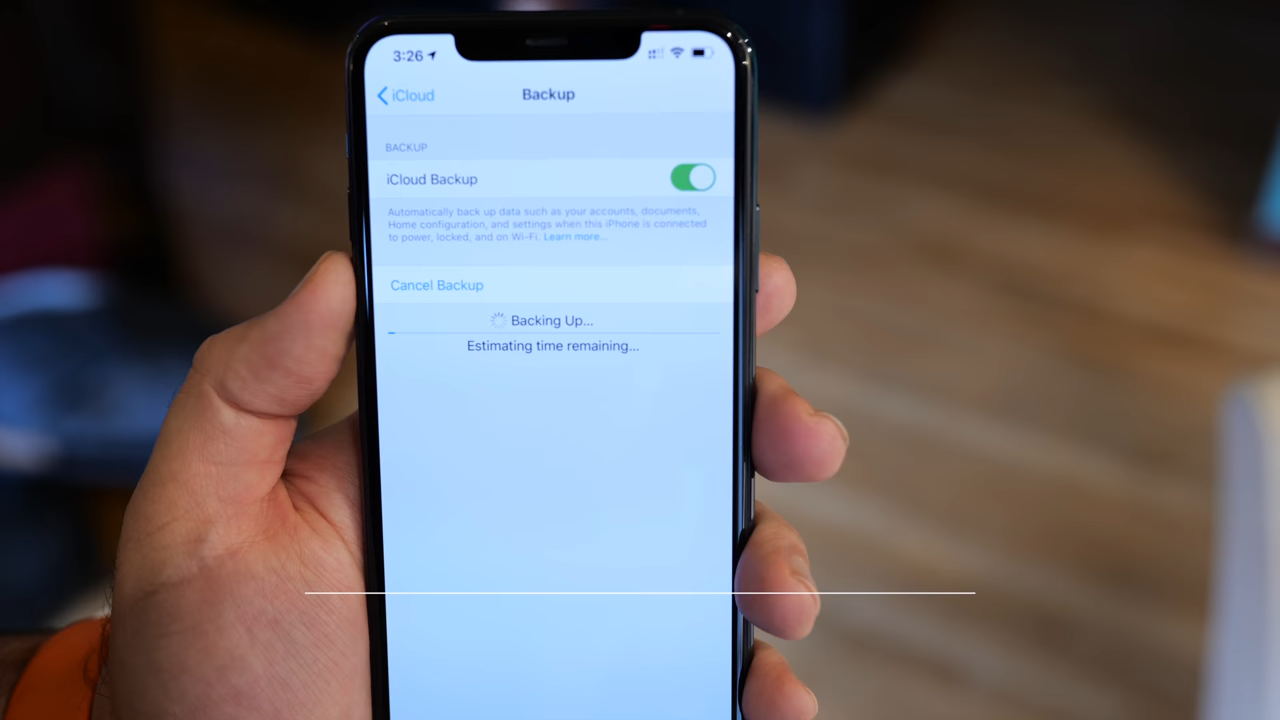 3:26
iCloud
Backup
BACKUP
iCloud Backup
Automatically back up data such as your accounts, documents,
Home configuration, and settings when this iPhone is connected
to power, locked, and on Wi-Fi. Learn more...
Cancel Backup
Backing Up...
Estimating time remaining...